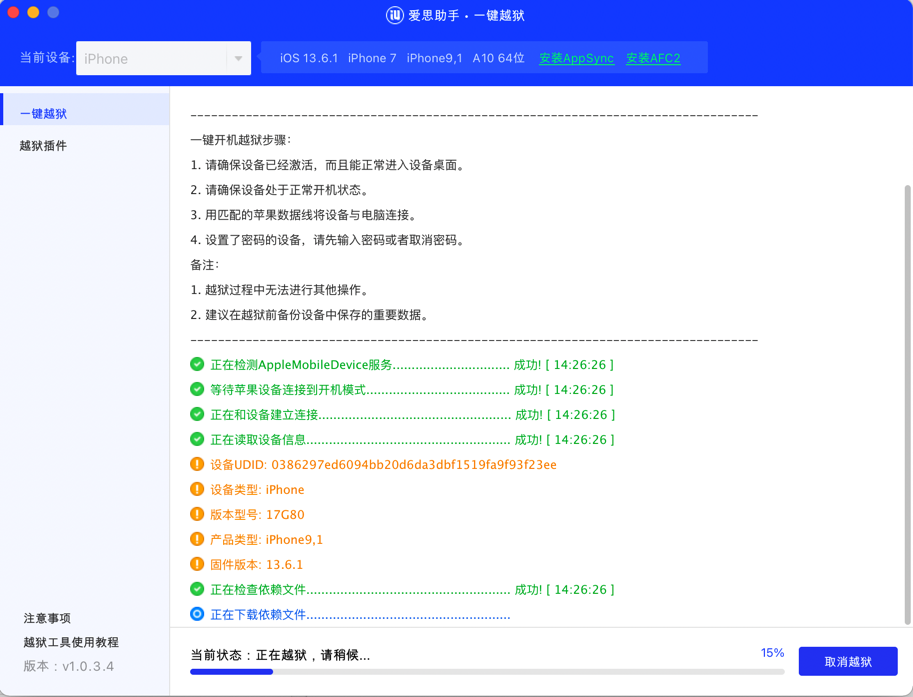 爱思助手 · 一键越狱
当前设备: iPhone iOS 13.6.1 iPhone 7 iPhone9,1 A10 64位 安装AppSync 安装AFC2
一键越狱
越狱插件
--------------------------------------------------------------------------------
一键开机越狱步骤：
1. 请确保设备已经激活，而且能正常进入设备桌面。
2. 请确保设备处于正常开机状态。
3. 用匹配的苹果数据线将设备与电脑连接。
4. 设置了密码的设备，请先输入密码或者取消密码。
备注：
1. 越狱过程中无法进行其他操作。
2. 建议在越狱前备份设备中保存的重要数据。
--------------------------------------------------------------------------------
正在检测AppleMobileDevice服务............................... 成功! [ 14:26:26 ]
等待苹果设备连接到开机模式...................................... 成功! [ 14:26:26 ]
正在和设备建立连接................................................... 成功! [ 14:26:26 ]
正在读取设备信息...................................................... 成功! [ 14:26:26 ]
设备UDID: 0386297ed6094bb20d6da3dbf1519fa9f93f23ee
设备类型: iPhone
版本型号: 17G80
产品类型: iPhone9,1
固件版本: 13.6.1
正在检查依赖文件...................................................... 成功! [ 14:26:26 ]
正在下载依赖文件......................................................
注意事项
越狱工具使用教程
版本：v1.0.3.4
当前状态：正在越狱，请稍候...
15%
取消越狱